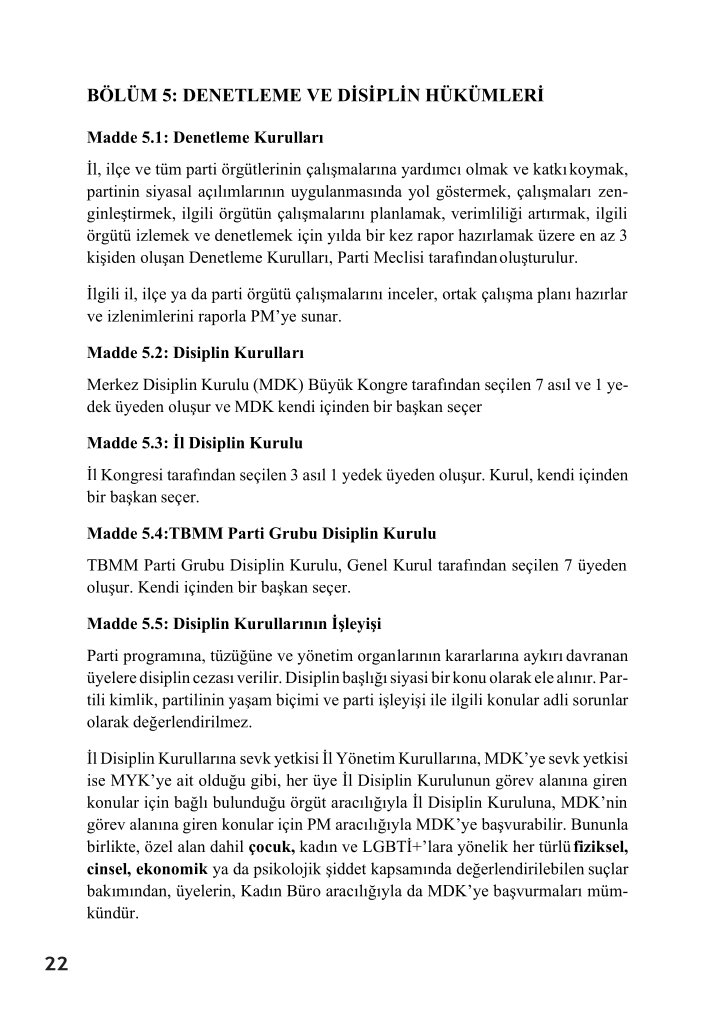 BÖLÜM 5: DENETLEME VE DİSİPLİN HÜKÜMLERİ
Madde 5.1: Denetleme Kurulları
İl, ilçe ve tüm parti örgütlerinin çalışmalarına yardımcı olmak ve katkı koymak,
partinin siyasal açılımlarının uygulanmasında yol göstermek, çalışmaları zen-
ginleştirmek, ilgili örgütün çalışmalarını planlamak, verimliliği artırmak, ilgili
örgütü izlemek ve denetlemek için yılda bir kez rapor hazırlamak üzere en az 3
kişiden oluşan Denetleme Kurulları, Parti Meclisi tarafından oluşturulur.
İlgili il, ilçe ya da parti örgütü çalışmalarını inceler, ortak çalışma planı hazırlar
ve izlenimlerini raporla PM’ye sunar.
Madde 5.2: Disiplin Kurulları
Merkez Disiplin Kurulu (MDK) Büyük Kongre tarafından seçilen 7 asıl ve 1 ye-
dek üyeden oluşur ve MDK kendi içinden bir başkan seçer
Madde 5.3: İl Disiplin Kurulu
İl Kongresi tarafından seçilen 3 asıl 1 yedek üyeden oluşur. Kurul, kendi içinden
bir başkan seçer.
Madde 5.4:TBMM Parti Grubu Disiplin Kurulu
TBMM Parti Grubu Disiplin Kurulu, Genel Kurul tarafından seçilen 7 üyeden
oluşur. Kendi içinden bir başkan seçer.
Madde 5.5: Disiplin Kurullarının İşleyişi
Parti programına, tüzüğüne ve yönetim organlarının kararlarına aykırı davranan
üyelere disiplin cezası verilir. Disiplin başlığı siyasi bir konu olarak ele alınır. Par-
tili kimlik, partilinin yaşam biçimi ve parti işleyişi ile ilgili konular adli sorunlar
olarak değerlendirilmez.
İl Disiplin Kurullarına sevk yetkisi İl Yönetim Kurullarına, MDK’ye sevk yetkisi
ise MYK’ye ait olduğu gibi, her üye İl Disiplin Kurulunun görev alanına giren
konular için bağlı bulunduğu örgüt aracılığıyla İl Disiplin Kuruluna, MDK’nin
görev alanına giren konular için PM aracılığıyla MDK’ye başvurabilir. Bununla
birlikte, özel alan dahil çocuk, kadın ve LGBTİ+’lara yönelik her türlü fiziksel,
cinsel, ekonomik ya da psikolojik şiddet kapsamında değerlendirilebilen suçlar
bakımından, üyelerin, Kadın Büro aracılığıyla da MDK’ye başvurmaları müm-
kündür.
22